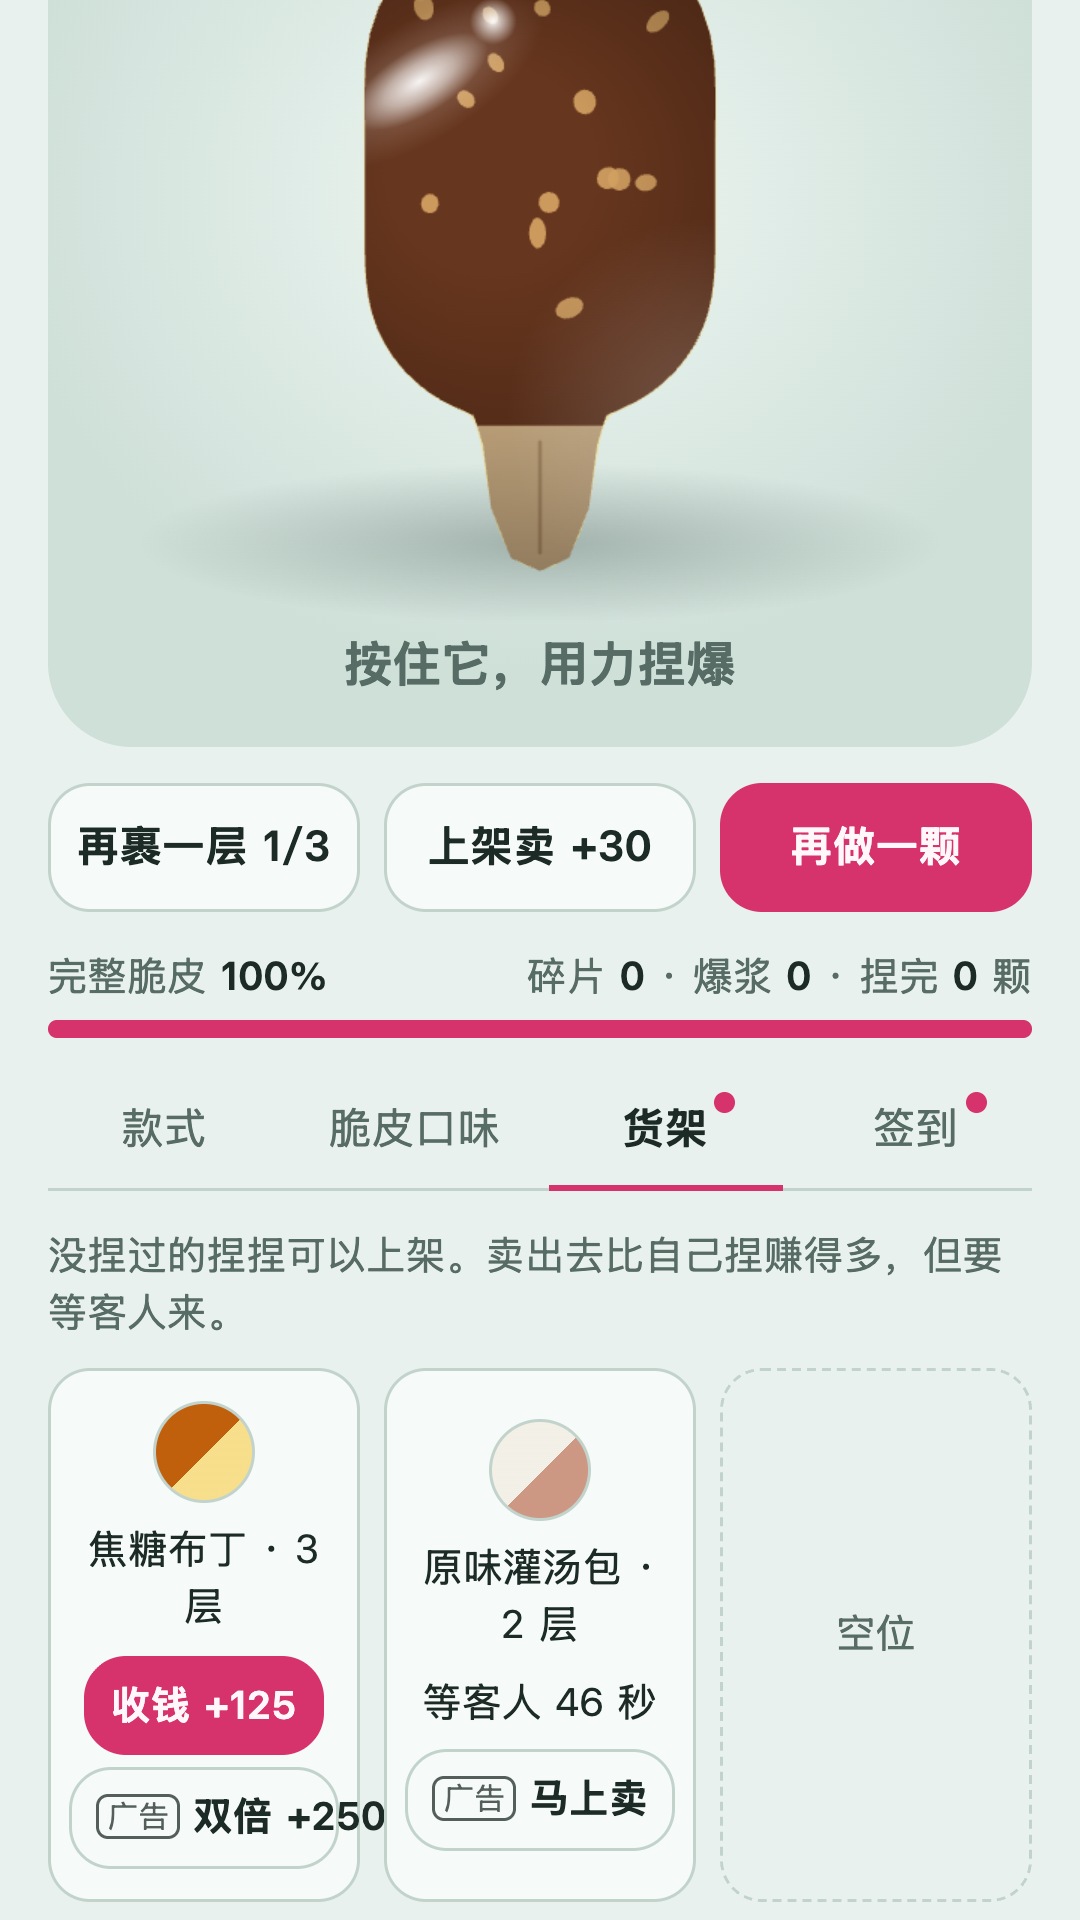 按住它，用力捏爆
再裹一层 1/3
上架卖 +30
再做一颗
完整脆皮 100%
碎片 0 · 爆浆 0 · 捏完 0 颗
款式
脆皮口味
货架
签到
没捏过的捏捏可以上架。卖出去比自己捏赚得多，但要
等客人来。
焦糖布丁 · 3
层
收钱 +125
广告 双倍 +250
原味灌汤包 ·
2 层
等客人 46 秒
广告 马上卖
空位